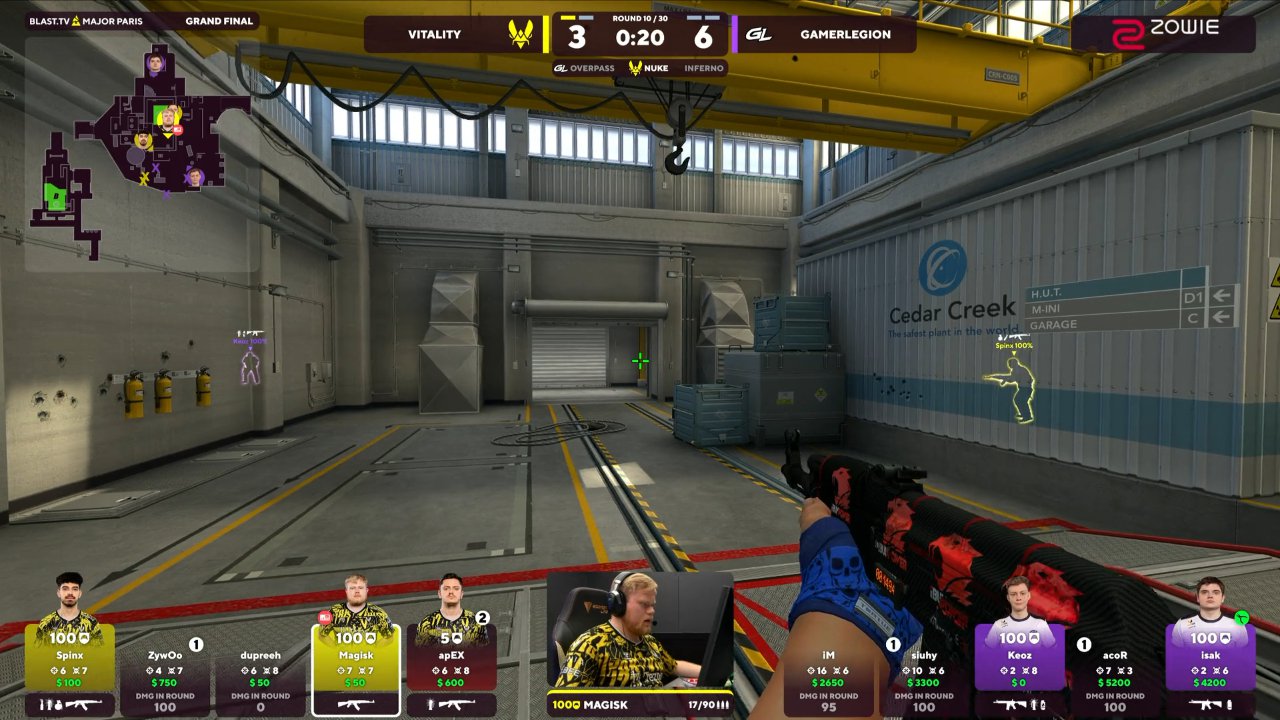 BLAST.TV MAJOR PARIS
GRAND FINAL
VITALITY
3
ROUND 10 / 30
0:20
6
GL
GAMERLEGION
ZOWIE
GL OVERPASS
NUKE
INFERNO
CRN-C005
Cedar Creek
The safest plant in the world
H.U.T. D1
M-INI
GARAGE C
Keoz 100%
Spinx 100%
100
Spinx
6 7
$100
1
ZywOo
4 7
$750
DMG IN ROUND
100
dupreeh
6 8
$50
DMG IN ROUND
0
100
Magisk
7 7
$50
2
5
apEX
6 8
$600
100 MAGISK 17/90
iM
16 6
$2650
DMG IN ROUND
95
1
siuhy
10 6
$3300
DMG IN ROUND
100
100
Keoz
2 8
$0
1
acoR
7 3
$5200
DMG IN ROUND
100
100
isak
2 6
$4200